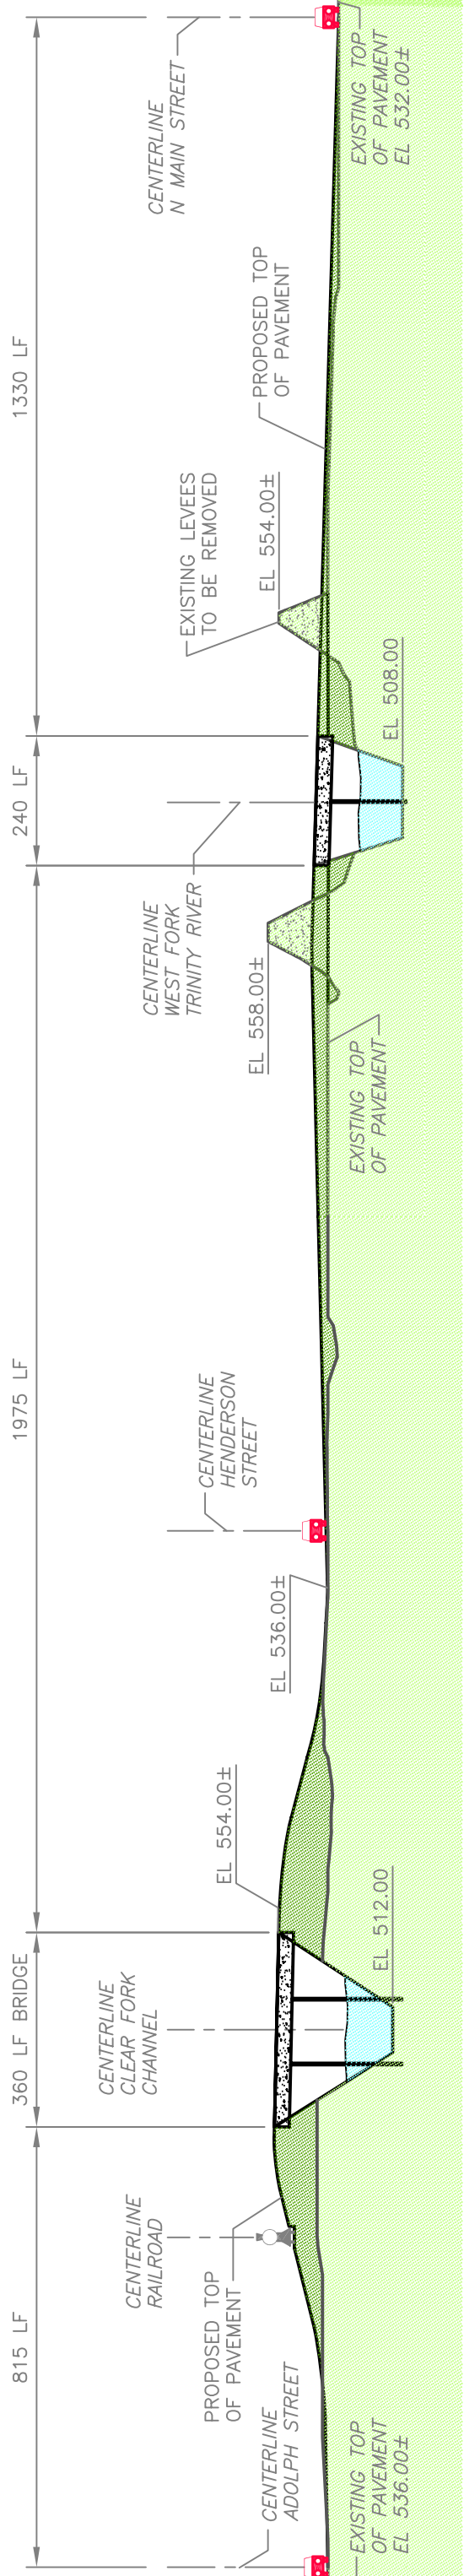 815 LF
360 LF BRIDGE
1975 LF
240 LF
1330 LF
CENTERLINE
ADOLPH STREET
EXISTING TOP
OF PAVEMENT
EL 536.00±
PROPOSED TOP
OF PAVEMENT
CENTERLINE
RAILROAD
CENTERLINE
CLEAR FORK
CHANNEL
EL 512.00
EL 554.00±
EL 536.00±
CENTERLINE
HENDERSON
STREET
EXISTING TOP
OF PAVEMENT
EL 558.00±
CENTERLINE
WEST FORK
TRINITY RIVER
EL 508.00
EXISTING LEVEES
TO BE REMOVED
EL 554.00±
PROPOSED TOP
OF PAVEMENT
CENTERLINE
N MAIN STREET
EXISTING TOP
OF PAVEMENT
EL 532.00±